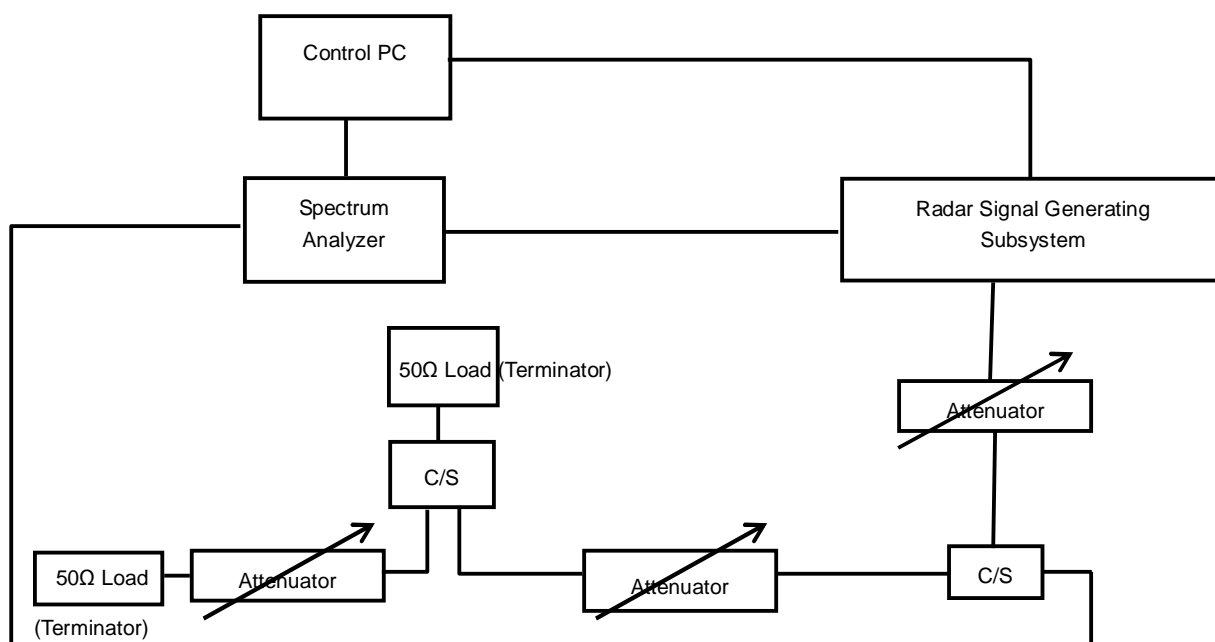 Control PC
Spectrum
Analyzer
Radar Signal Generating
Subsystem
50Ω Load (Terminator)
Attenuator
C/S
50Ω Load
(Terminator)
Attenuator
Attenuator
C/S